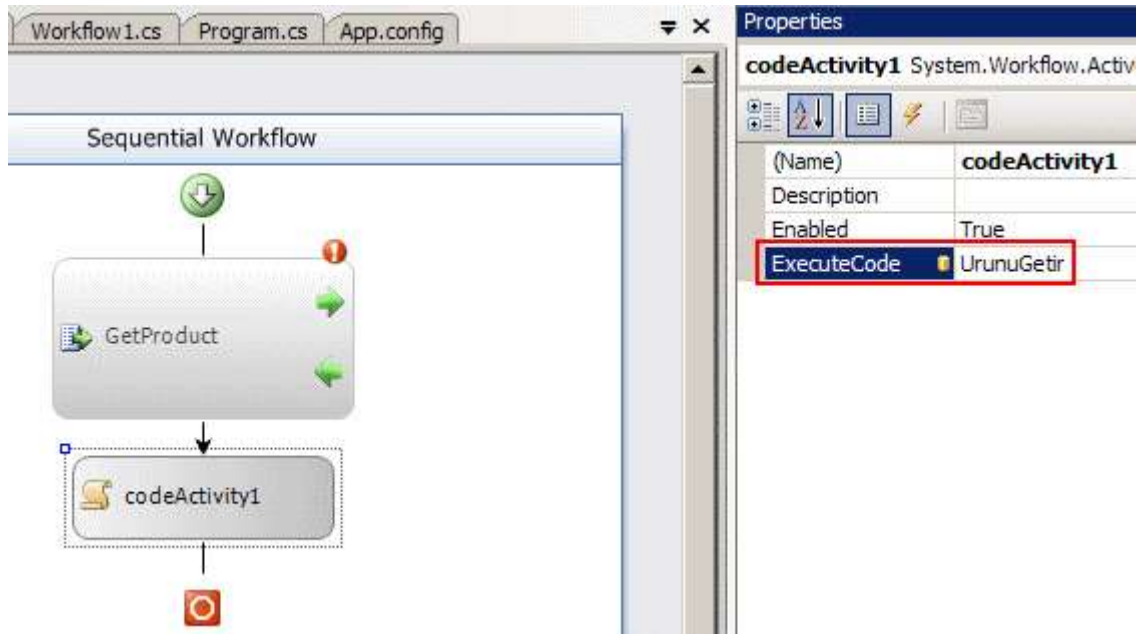 Workflow1.cs Program.cs App.config
Sequential Workflow
GetProduct
codeActivity1
Properties
codeActivity1 System.Workflow.Activ
(Name) codeActivity1
Description
Enabled True
ExecuteCode UrunuGetir